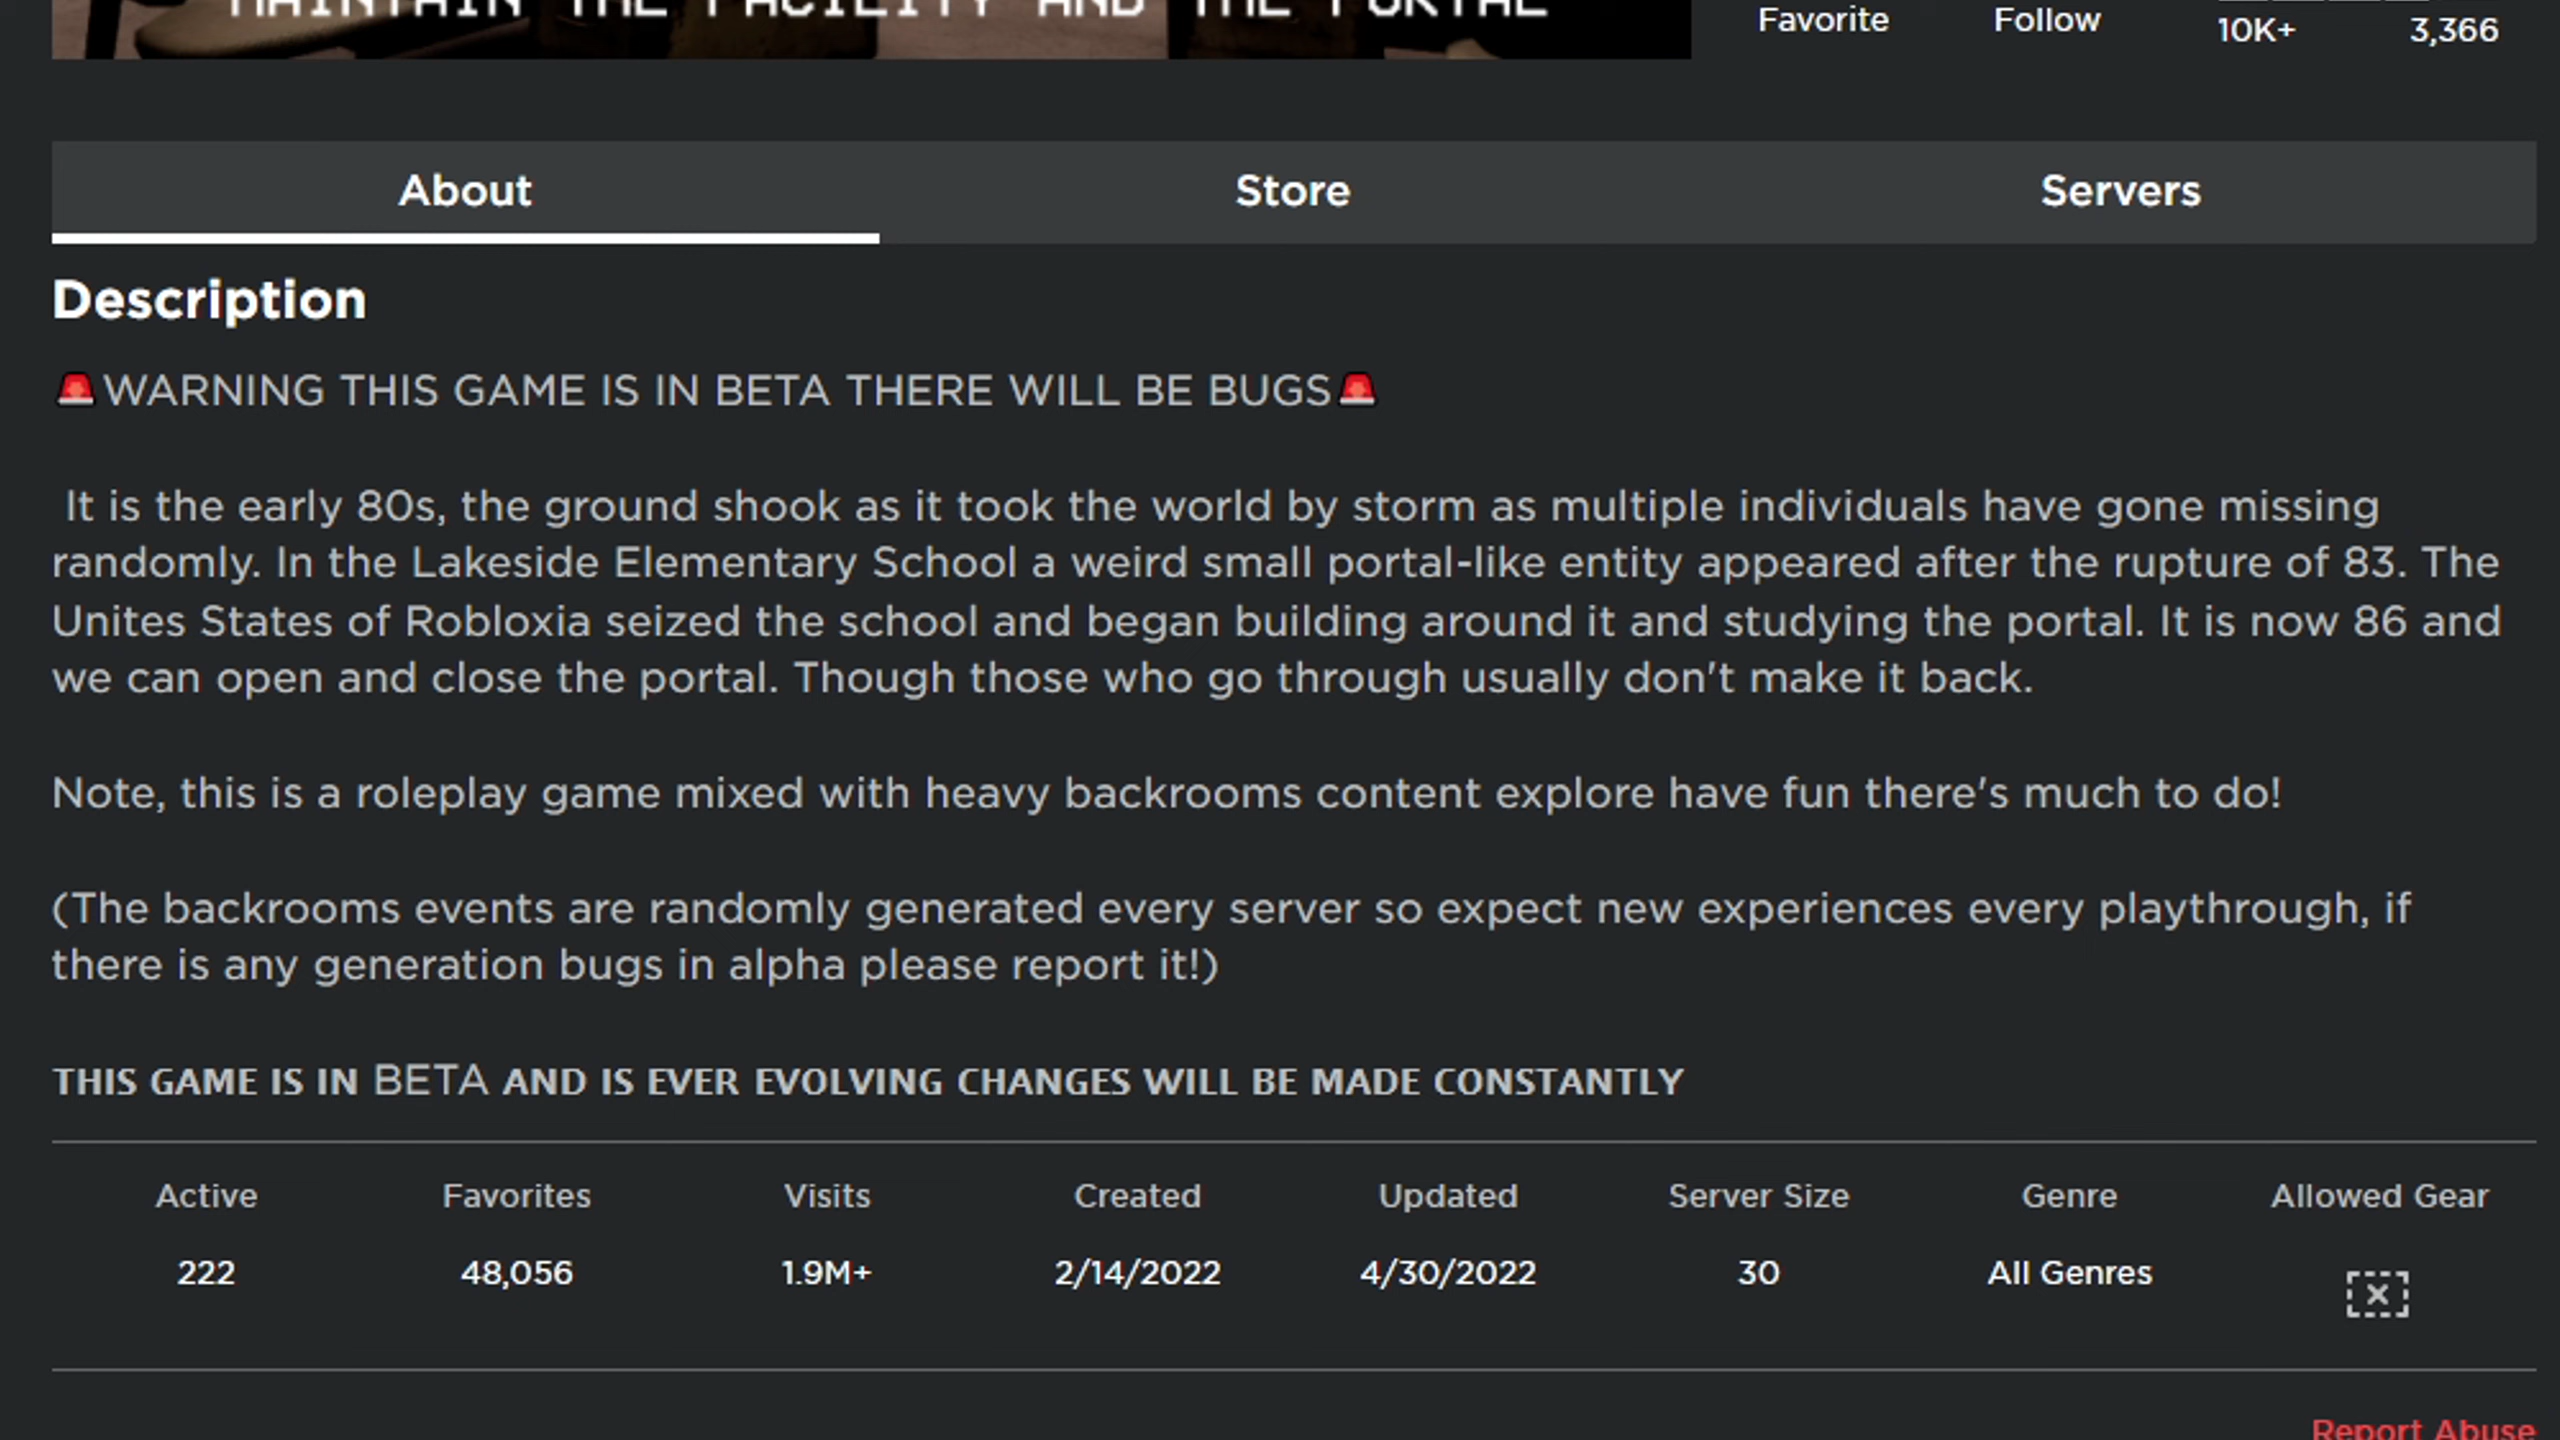 MAINTAIN THE FACILITY AND THE PORTAL
Favorite
Follow
10K+
3,366
About
Store
Servers
Description
🚨WARNING THIS GAME IS IN BETA THERE WILL BE BUGS🚨
It is the early 80s, the ground shook as it took the world by storm as multiple individuals have gone missing
randomly. In the Lakeside Elementary School a weird small portal-like entity appeared after the rupture of 83. The
Unites States of Robloxia seized the school and began building around it and studying the portal. It is now 86 and
we can open and close the portal. Though those who go through usually don't make it back.
Note, this is a roleplay game mixed with heavy backrooms content explore have fun there's much to do!
(The backrooms events are randomly generated every server so expect new experiences every playthrough, if
there is any generation bugs in alpha please report it!)
THIS GAME IS IN BETA AND IS EVER EVOLVING CHANGES WILL BE MADE CONSTANTLY
Active
Favorites
Visits
Created
Updated
Server Size
Genre
Allowed Gear
222
48,056
1.9M+
2/14/2022
4/30/2022
30
All Genres
Report Abuse